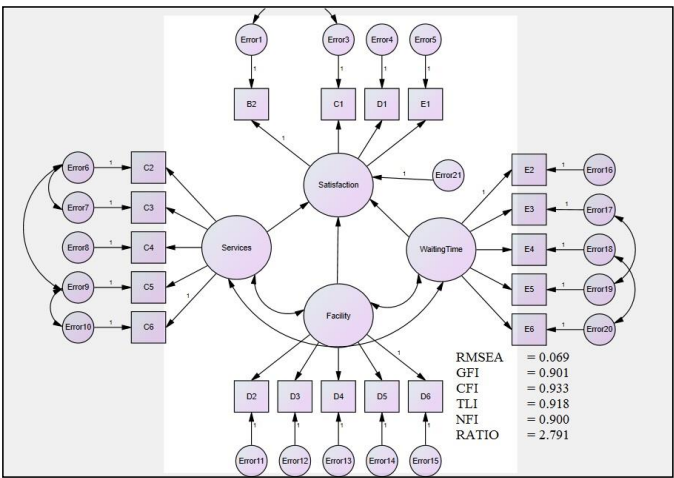 Error1 Error3 Error4 Error5
1 1 1 1
B2 C1 D1 E1
1
Error6 1 C2
Satisfaction
1 Error21
E2 1 Error16
1
Error7 1 C3
E3 1 Error17
Error8 1 C4
Services
WaitingTime
E4 1 Error18
Error9 1 C5
1
E5 1 Error19
Error10 1 C6
Facility
E6 1 Error20
1
RMSEA = 0.069
GFI = 0.901
CFI = 0.933
TLI = 0.918
NFI = 0.900
RATIO = 2.791
D2 D3 D4 D5 D6
1 1 1 1 1
Error11 Error12 Error13 Error14 Error15